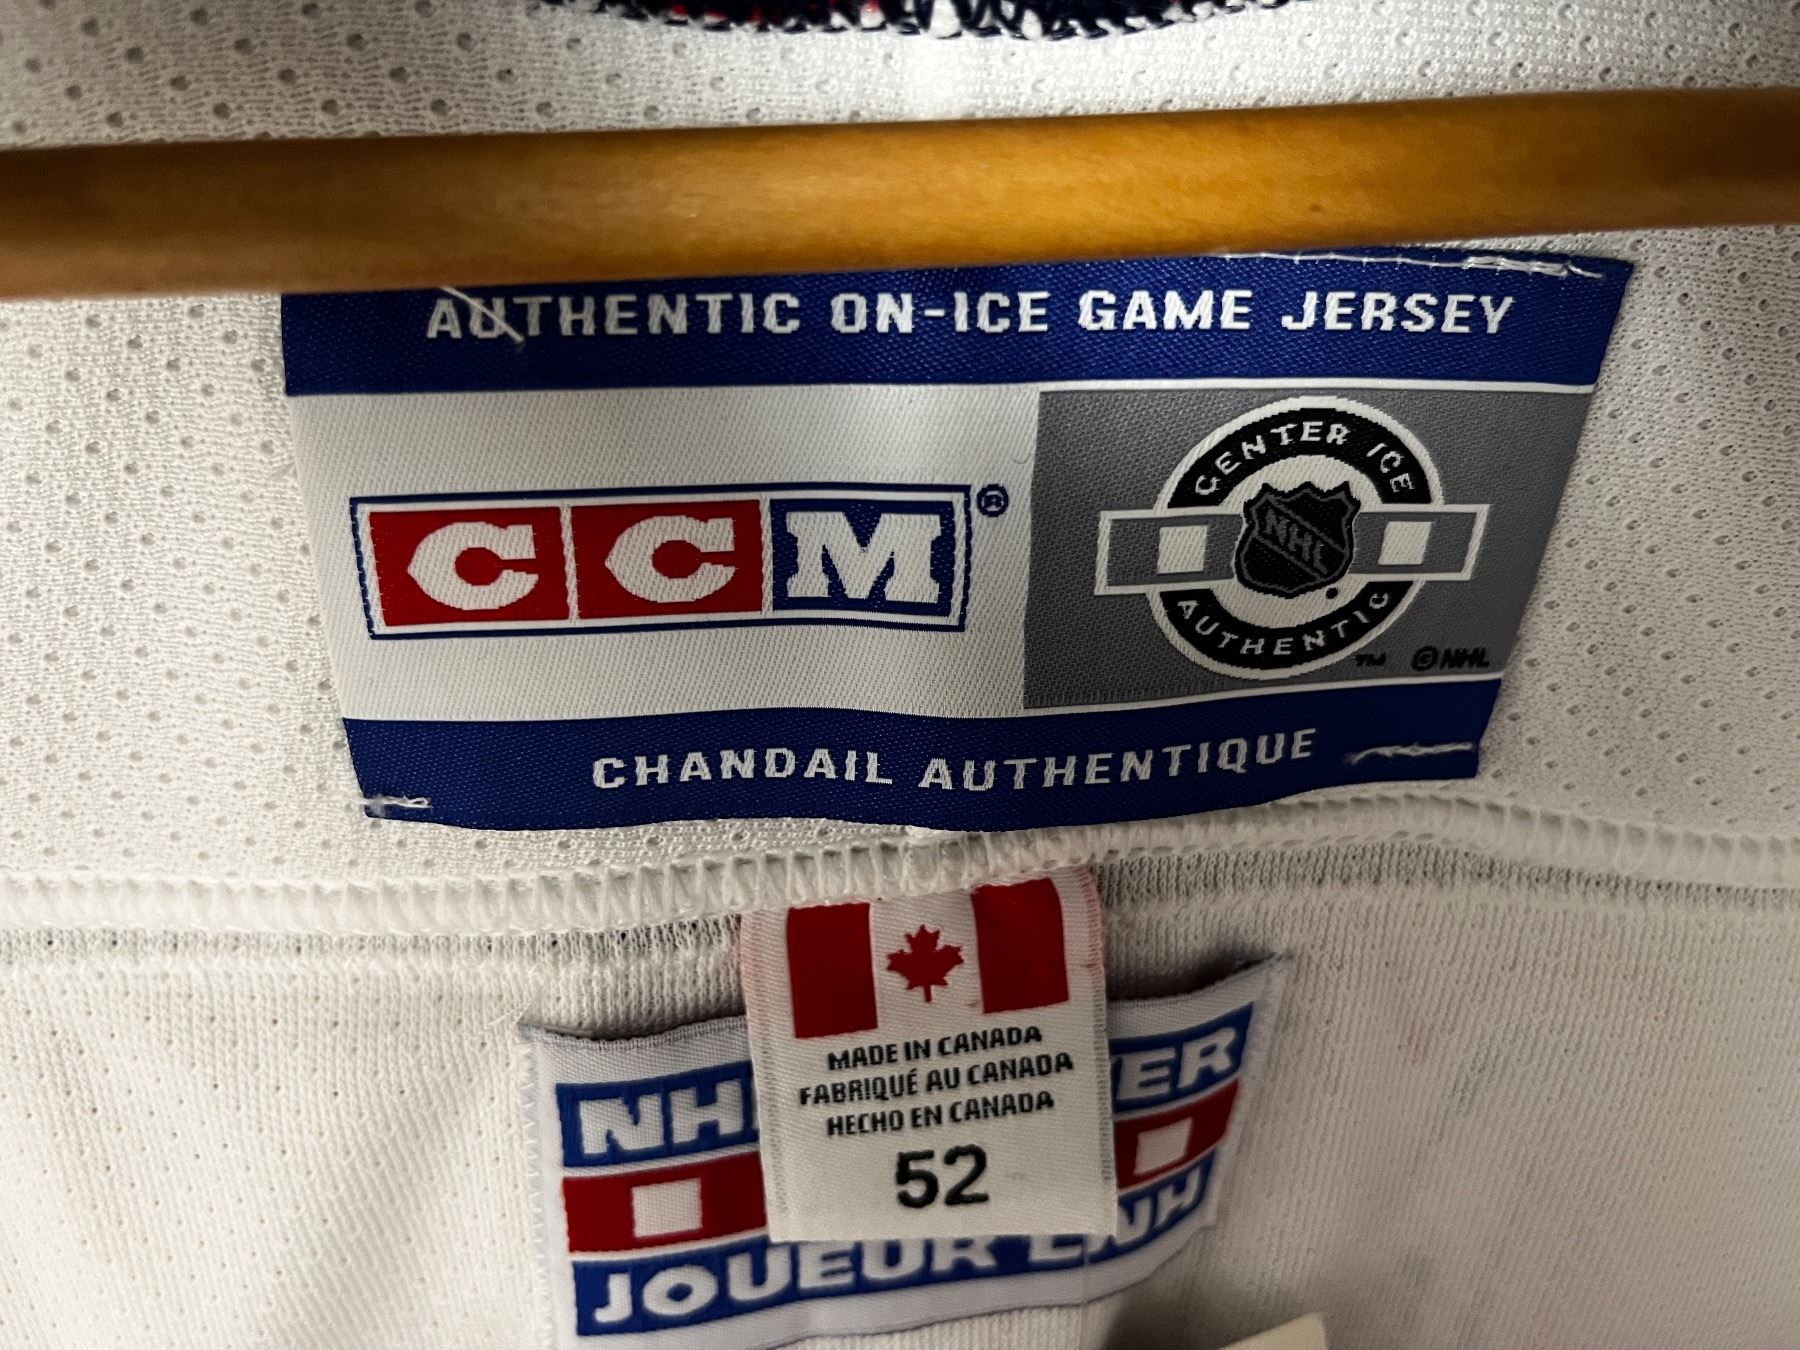 AUTHENTIC ON-ICE GAME JERSEY
CCM®
CENTER ICE
NHL
AUTHENTIC
™ ©NHL
CHANDAIL AUTHENTIQUE
MADE IN CANADA
FABRIQUÉ AU CANADA
HECHO EN CANADA
52
JOUEUR